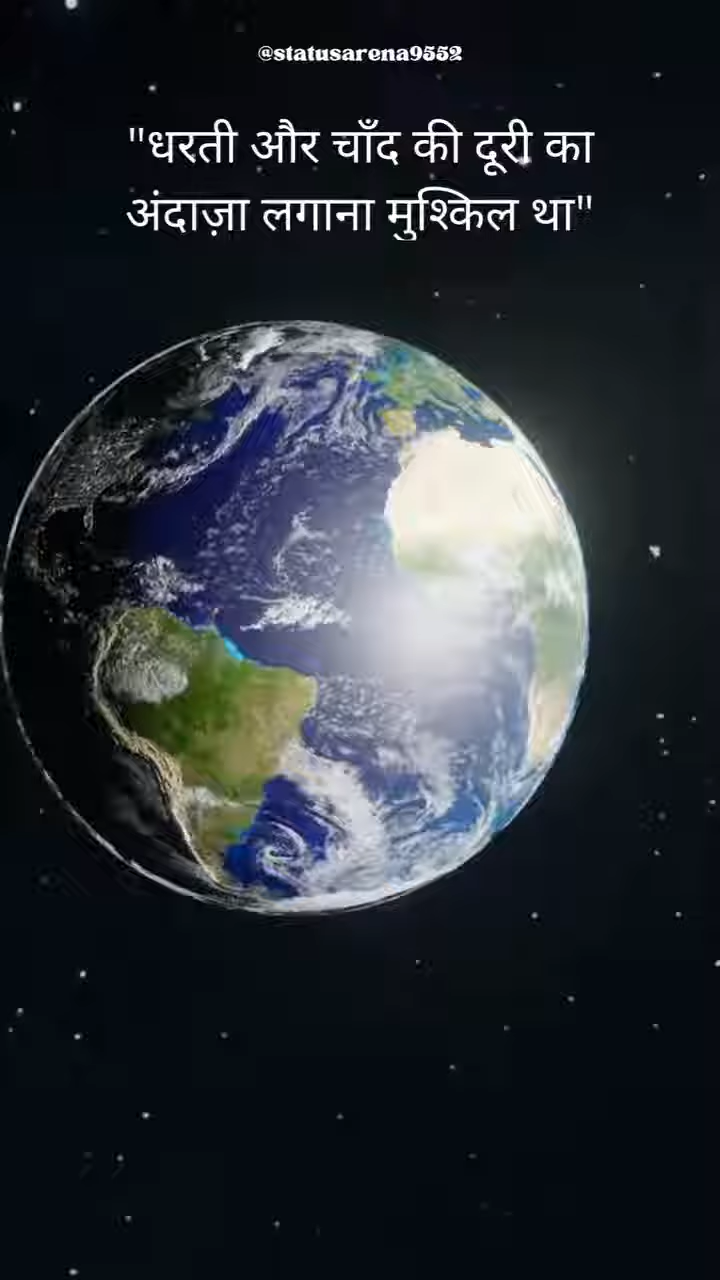 @statusarena9552
"धरती और चाँद की दूरी का
अंदाज़ा लगाना मुश्किल था"